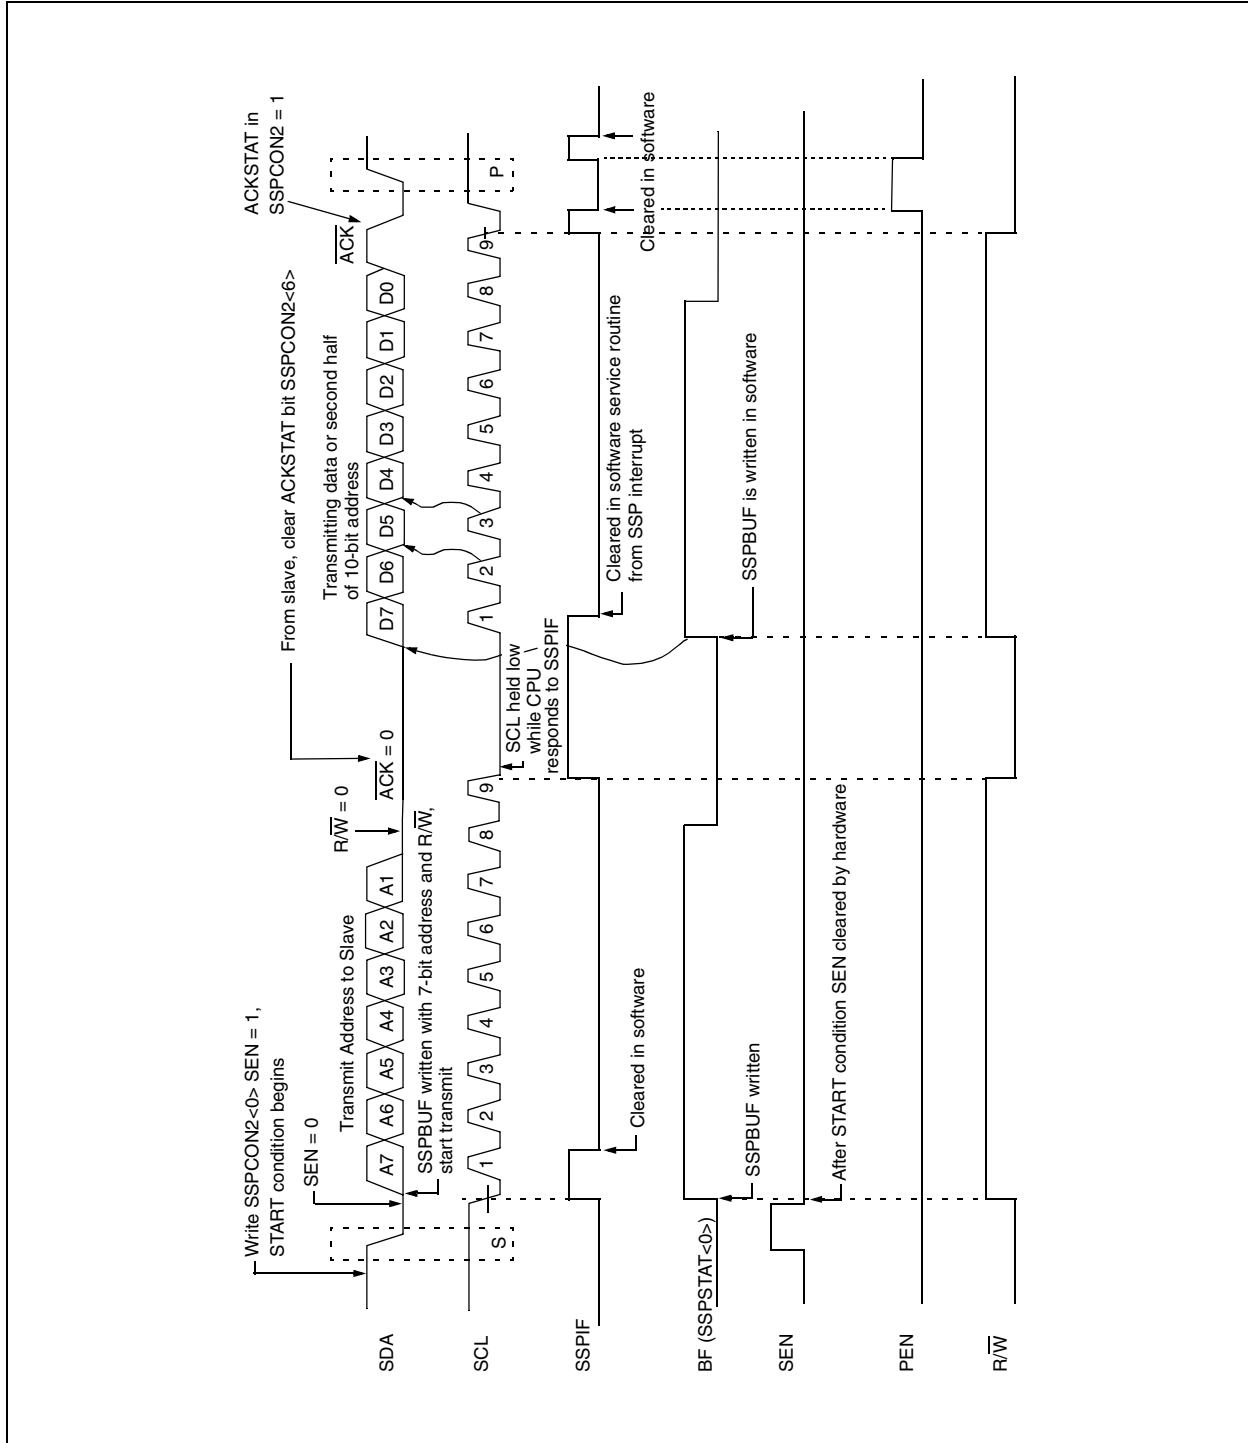 Write SSPCON2<0> SEN = 1,
START condition begins
SEN = 0
Transmit Address to Slave
R/W = 0
From slave, clear ACKSTAT bit SSPCON2<6>
ACK = 0
Transmitting data or second half
of 10-bit address
ACKSTAT in
SSPCON2 = 1
ACK
SDA
A7 A6 A5 A4 A3 A2 A1
D7 D6 D5 D4 D3 D2 D1 D0
SSPBUF written with 7-bit address and R/W,
start transmit
SCL
S
1 2 3 4 5 6 7 8 9
1 2 3 4 5 6 7 8 9
P
SCL held low
while CPU
responds to SSPIF
SSPIF
Cleared in software
Cleared in software service routine
from SSP interrupt
Cleared in software
Cleared in software
BF (SSPSTAT<0>)
SSPBUF written
SSPBUF is written in software
SEN
After START condition SEN cleared by hardware
PEN
R/W